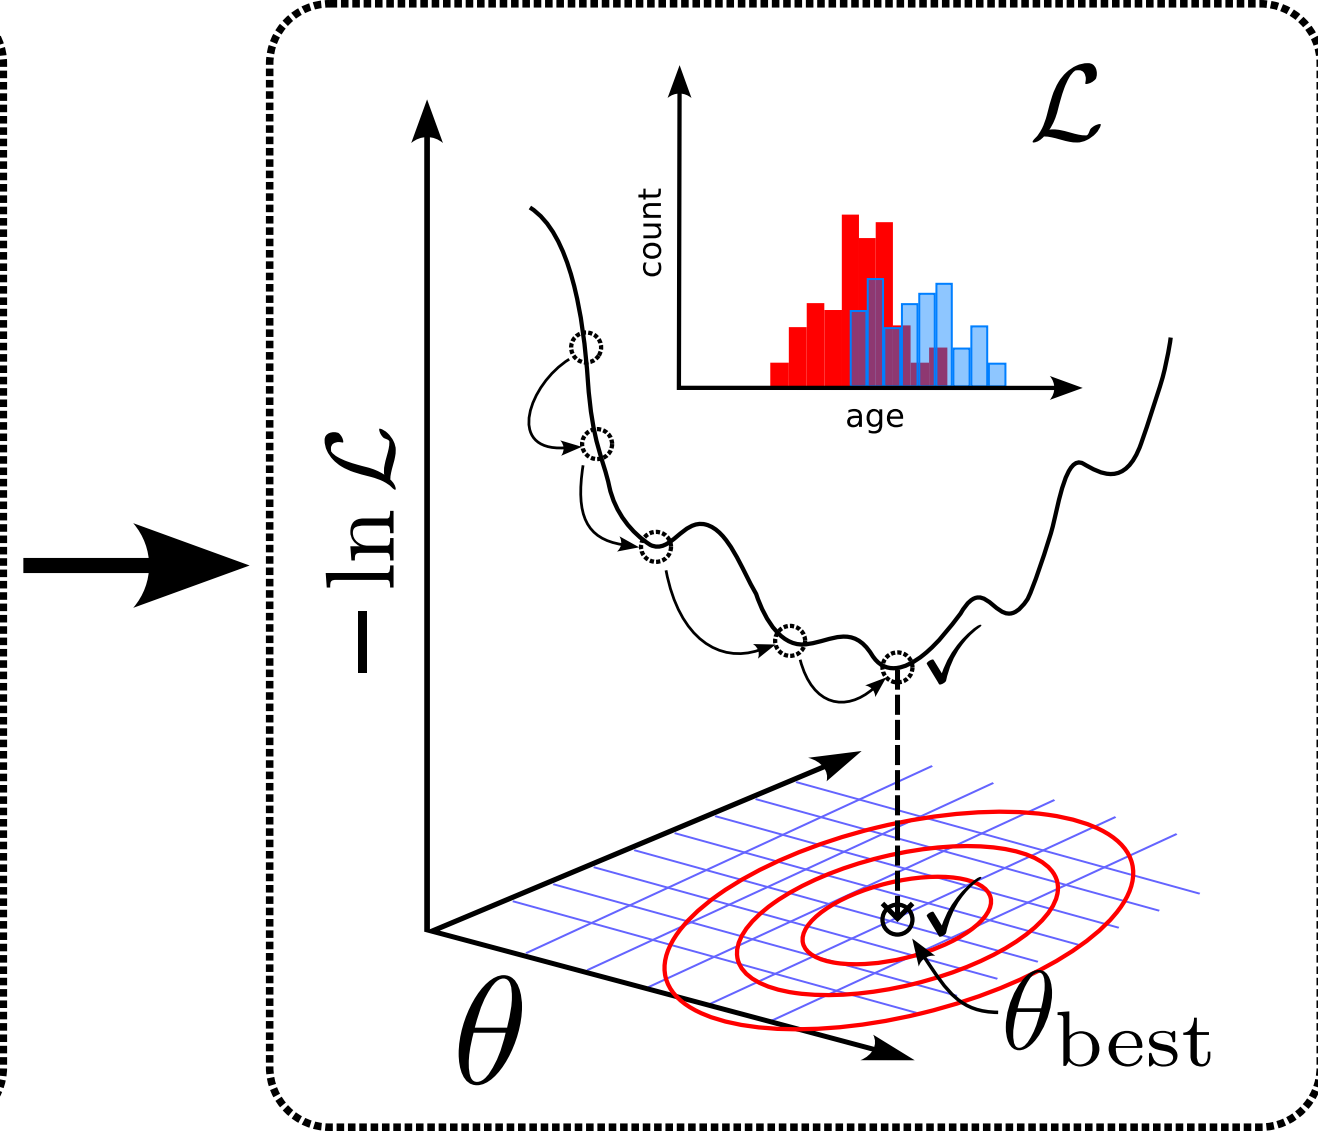 ℒ
count
age
− ln ℒ
θ
θ_best